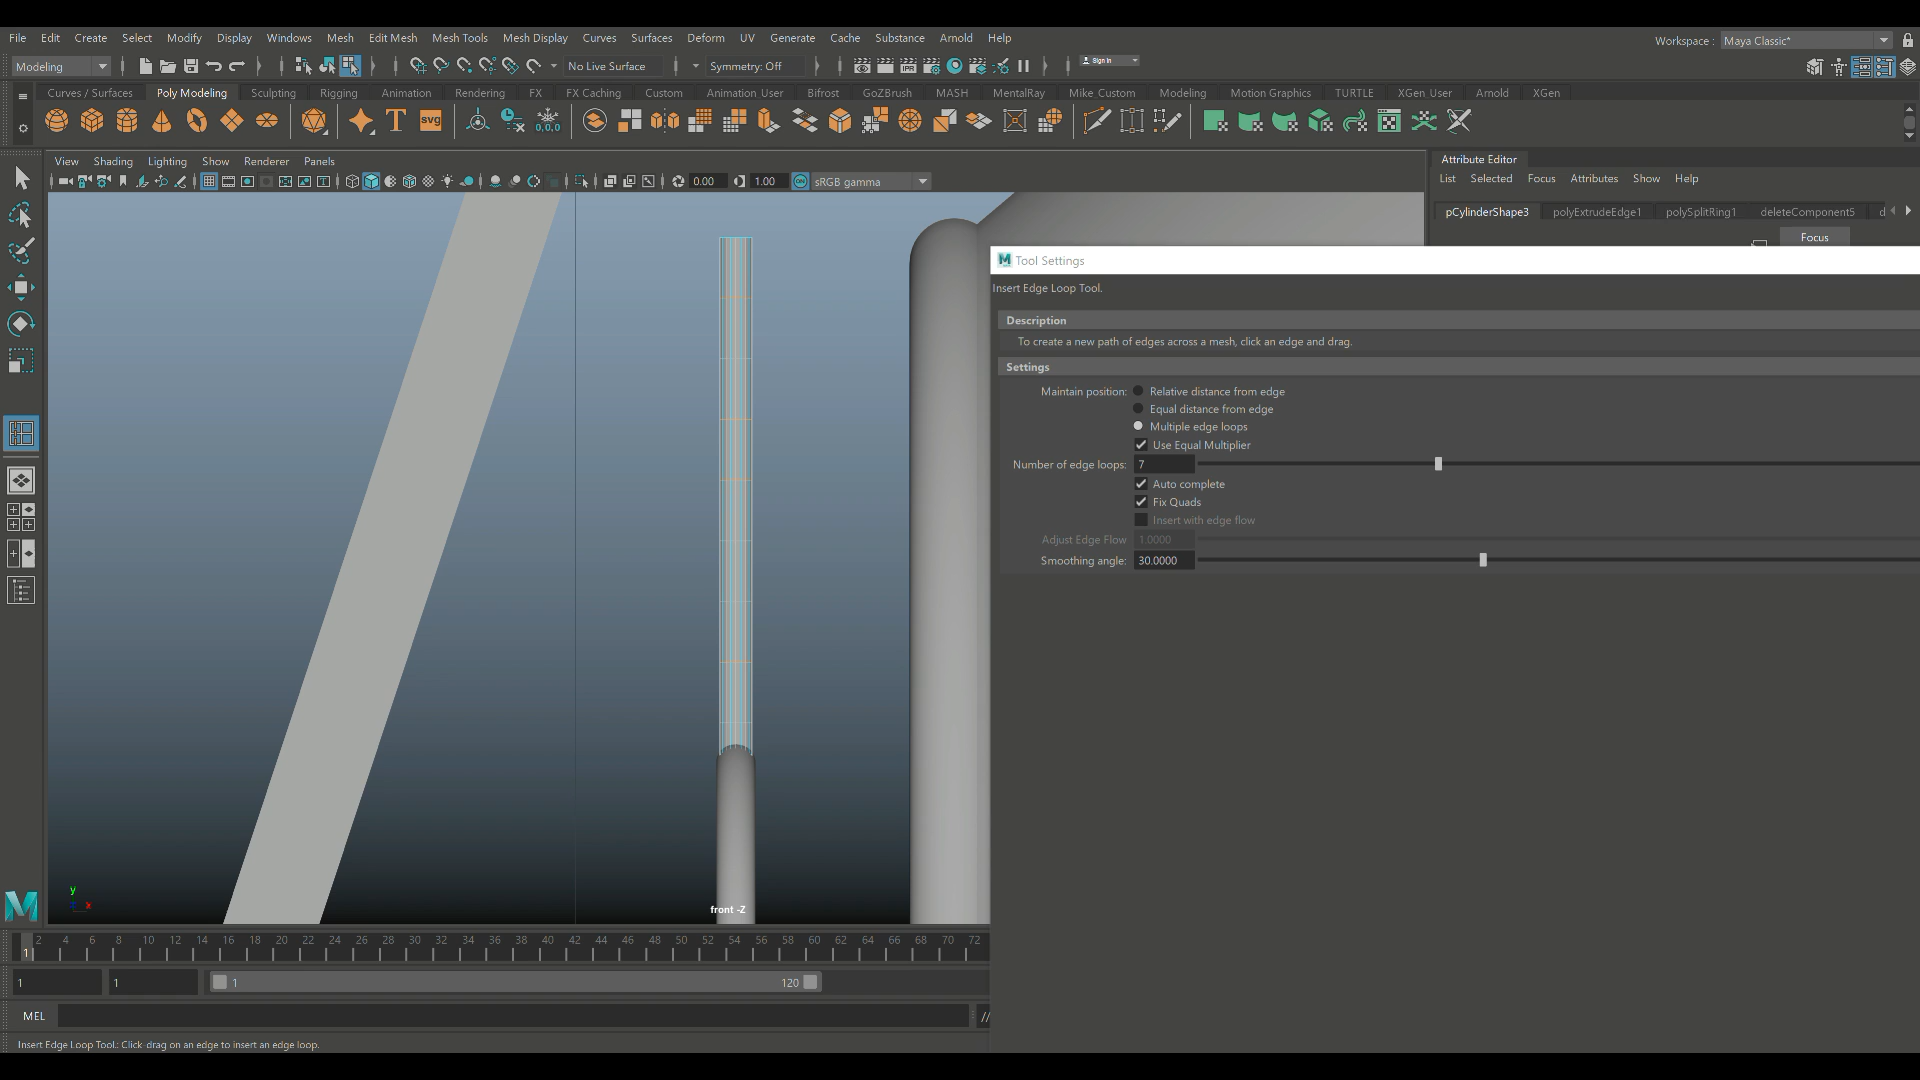 File Edit Create Select Modify Display Windows Mesh Edit Mesh Mesh Tools Mesh Display Curves Surfaces Deform UV Generate Cache Substance Arnold Help
Workspace : Maya Classic*
Modeling No Live Surface Symmetry: Off Sign In
Curves / Surfaces Poly Modeling Sculpting Rigging Animation Rendering FX FX Caching Custom Animation_User Bifrost GoZBrush MASH MentalRay Mike_Custom Modeling Motion Graphics TURTLE XGen_User Arnold XGen
T SVG 0,0,0
View Shading Lighting Show Renderer Panels
0.00 1.00 ON sRGB gamma
Attribute Editor
List Selected Focus Attributes Show Help
pCylinderShape3 polyExtrudeEdge1 polySplitRing1 deleteComponent5 d
Focus
Tool Settings
Insert Edge Loop Tool.
Description
To create a new path of edges across a mesh, click an edge and drag.
Settings
Maintain position: Relative distance from edge
Equal distance from edge
Multiple edge loops
Use Equal Multiplier
Number of edge loops: 7
Auto complete
Fix Quads
Insert with edge flow
Adjust Edge Flow 1.0000
Smoothing angle: 30.0000
y
x
front -Z
2 4 6 8 10 12 14 16 18 20 22 24 26 28 30 32 34 36 38 40 42 44 46 48 50 52 54 56 58 60 62 64 66 68 70 72
1
1 1 1 120
MEL //
Insert Edge Loop Tool.: Click-drag on an edge to insert an edge loop.